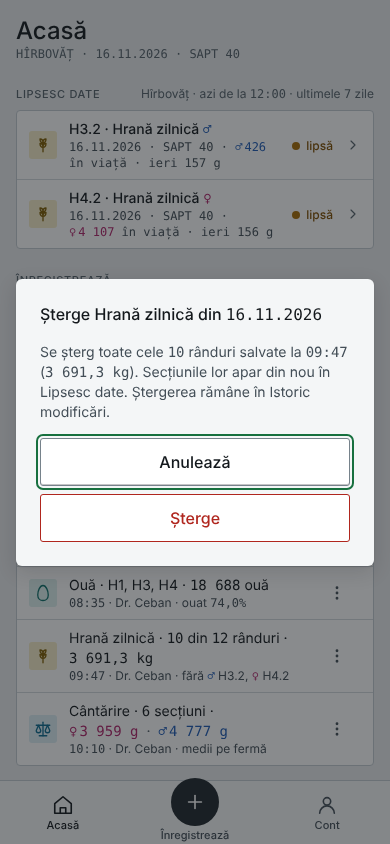 Acasă
HÎRBOVĂȚ · 16.11.2026 · SAPT 40
LIPSESC DATE
Hîrbovăț · azi de la 12:00 · ultimele 7 zile
H3.2 · Hrană zilnică ♂
16.11.2026 · SAPT 40 · ♂426
în viață · ieri 157 g
lipsă
H4.2 · Hrană zilnică ♀
16.11.2026 · SAPT 40 ·
♀4 107 în viață · ieri 156 g
lipsă
ÎNREGISTREAZĂ
Șterge Hrană zilnică din 16.11.2026
Se șterg toate cele 10 rânduri salvate la 09:47
(3 691,3 kg). Secțiunile lor apar din nou în
Lipsesc date. Ștergerea rămâne în Istoric
modificări.
Anulează
Șterge
Ouă · H1, H3, H4 · 18 688 ouă
08:35 · Dr. Ceban · ouat 74,0%
Hrană zilnică · 10 din 12 rânduri ·
3 691,3 kg
09:47 · Dr. Ceban · fără ♂H3.2, ♀H4.2
Cântărire · 6 secțiuni ·
♀3 959 g · ♂4 777 g
10:10 · Dr. Ceban · medii pe fermă
Acasă
Înregistrează
Cont